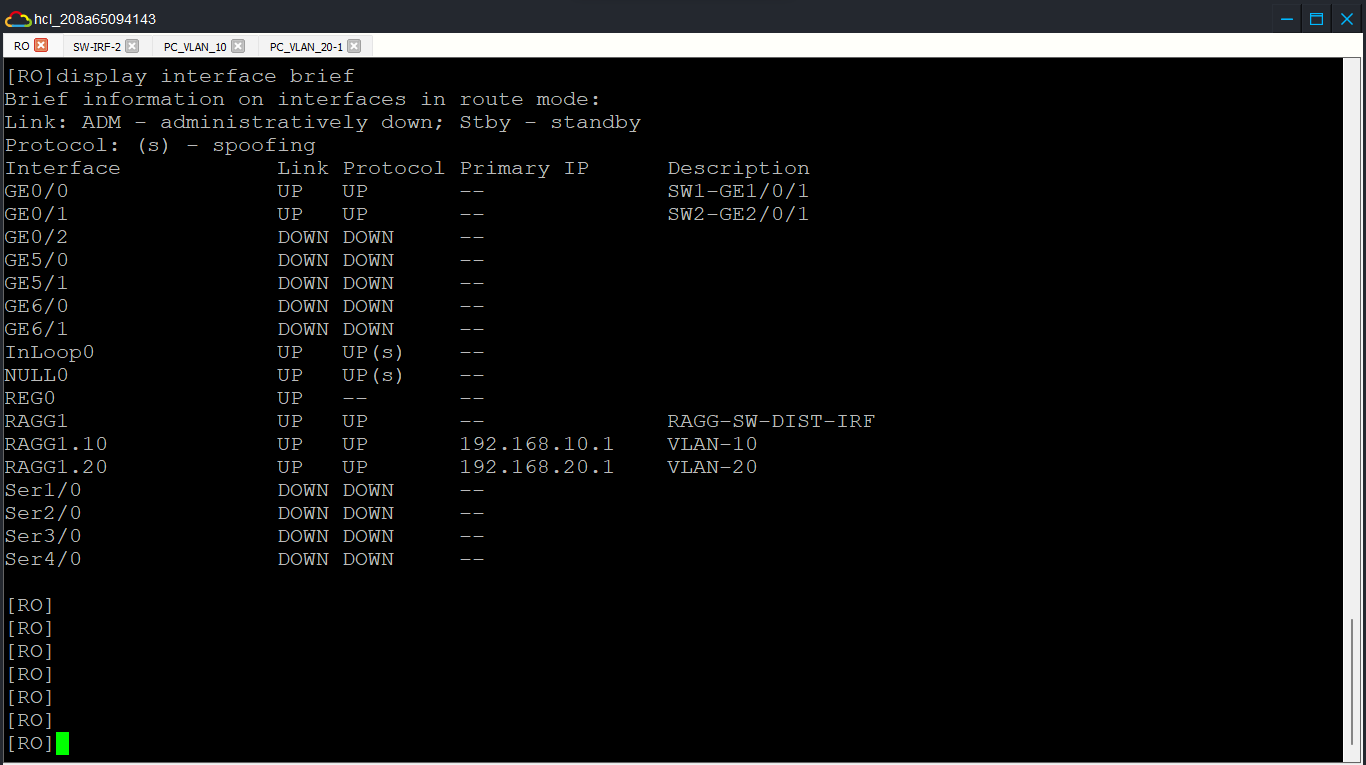 hcl_208a65094143
RO SW-IRF-2 PC_VLAN_10 PC_VLAN_20-1
[RO]display interface brief
Brief information on interfaces in route mode:
Link: ADM - administratively down; Stby - standby
Protocol: (s) - spoofing
Interface            Link Protocol Primary IP      Description
GE0/0                UP   UP       --              SW1-GE1/0/1
GE0/1                UP   UP       --              SW2-GE2/0/1
GE0/2                DOWN DOWN     --
GE5/0                DOWN DOWN     --
GE5/1                DOWN DOWN     --
GE6/0                DOWN DOWN     --
GE6/1                DOWN DOWN     --
InLoop0              UP   UP(s)    --
NULL0                UP   UP(s)    --
REG0                 UP   --       --
RAGG1                UP   UP       --              RAGG-SW-DIST-IRF
RAGG1.10             UP   UP       192.168.10.1    VLAN-10
RAGG1.20             UP   UP       192.168.20.1    VLAN-20
Ser1/0               DOWN DOWN     --
Ser2/0               DOWN DOWN     --
Ser3/0               DOWN DOWN     --
Ser4/0               DOWN DOWN     --
[RO]
[RO]
[RO]
[RO]
[RO]
[RO]
[RO]